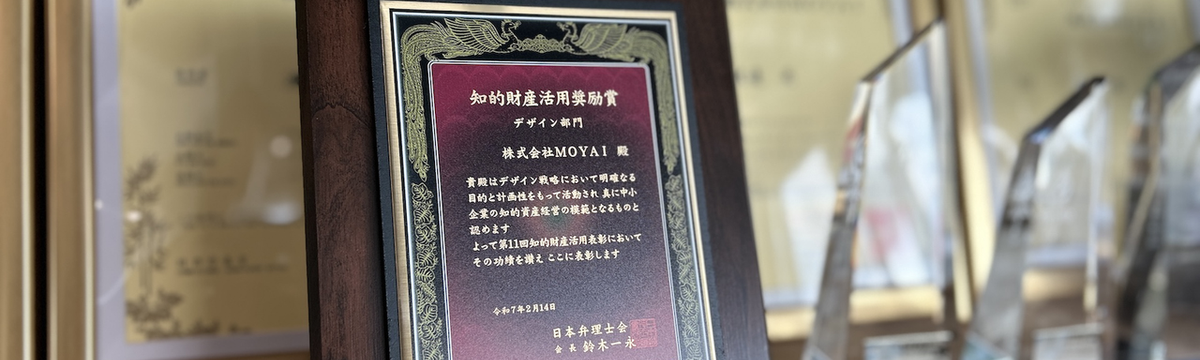 知的財産活用奨励賞
デザイン部門
株式会社MOYAI 殿
貴殿はデザイン戦略において明確なる
目的と計画性をもって活動され 真に中小
企業の知的資産経営の模範となるものと
認めます
よって第11回知的財産活用表彰において
その功績を讃え ここに表彰します
令和7年2月14日
日本弁理士会
会長 鈴木一永